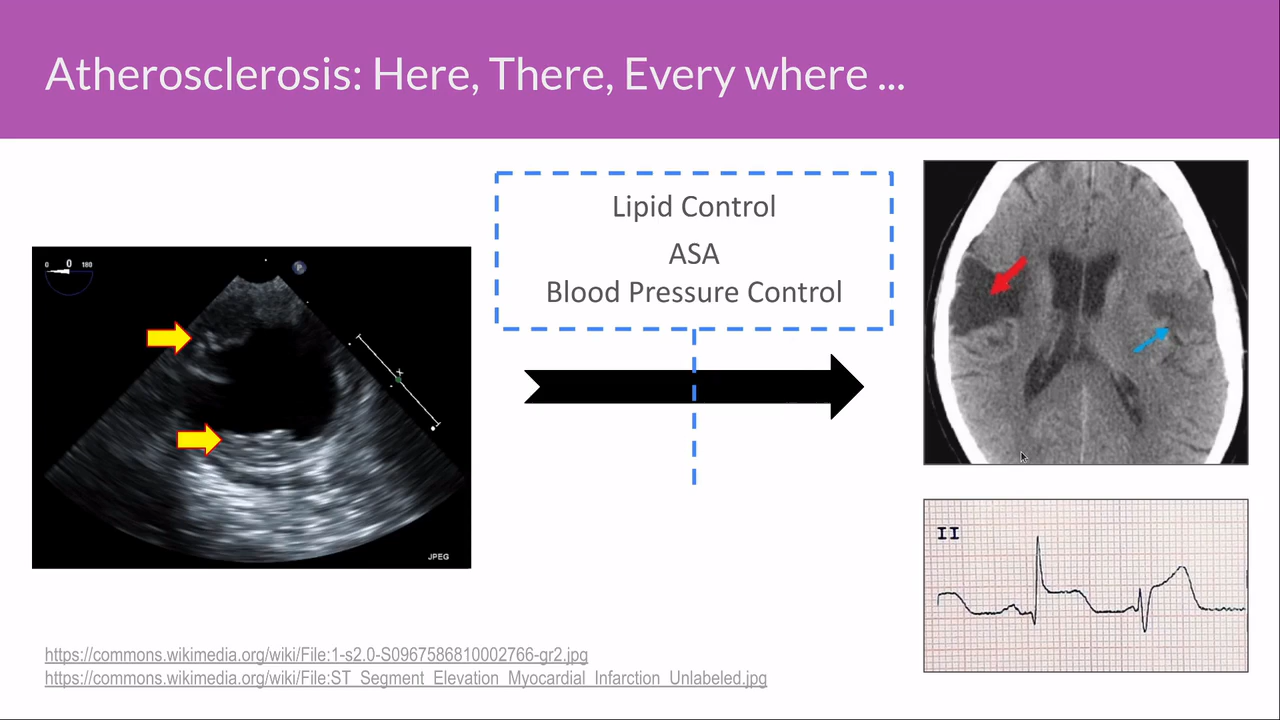 Atherosclerosis: Here, There, Every where ...
Lipid Control
ASA
Blood Pressure Control
0 0 180
P
JPEG
II
https://commons.wikimedia.org/wiki/File:1-s2.0-S0967586810002766-gr2.jpg
https://commons.wikimedia.org/wiki/File:ST_Segment_Elevation_Myocardial_Infarction_Unlabeled.jpg